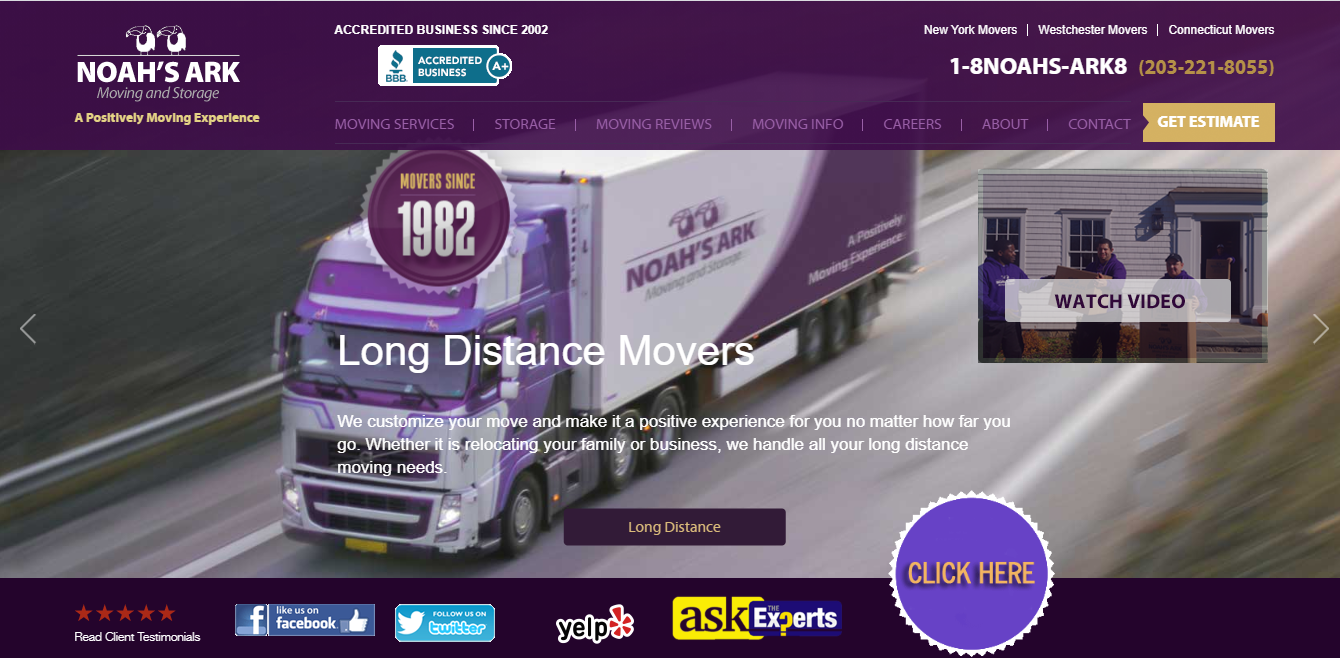 ACCREDITED BUSINESS SINCE 2002
New York Movers | Westchester Movers | Connecticut Movers
NOAH'S ARK
Moving and Storage
A Positively Moving Experience
BBB.
ACCREDITED
BUSINESS
A+
1-8NOAHS-ARK8 (203-221-8055)
MOVING SERVICES | STORAGE | MOVING REVIEWS | MOVING INFO | CAREERS | ABOUT | CONTACT
GET ESTIMATE
MOVERS SINCE
1982
NOAH'S ARK
Moving and Storage
A Positively
Moving Experience
WATCH VIDEO
Long Distance Movers
We customize your move and make it a positive experience for you no matter how far you
go. Whether it is relocating your family or business, we handle all your long distance
moving needs.
Long Distance
CLICK HERE
Read Client Testimonials
like us on
facebook
FOLLOW US ON
twitter
yelp
ask THE Experts